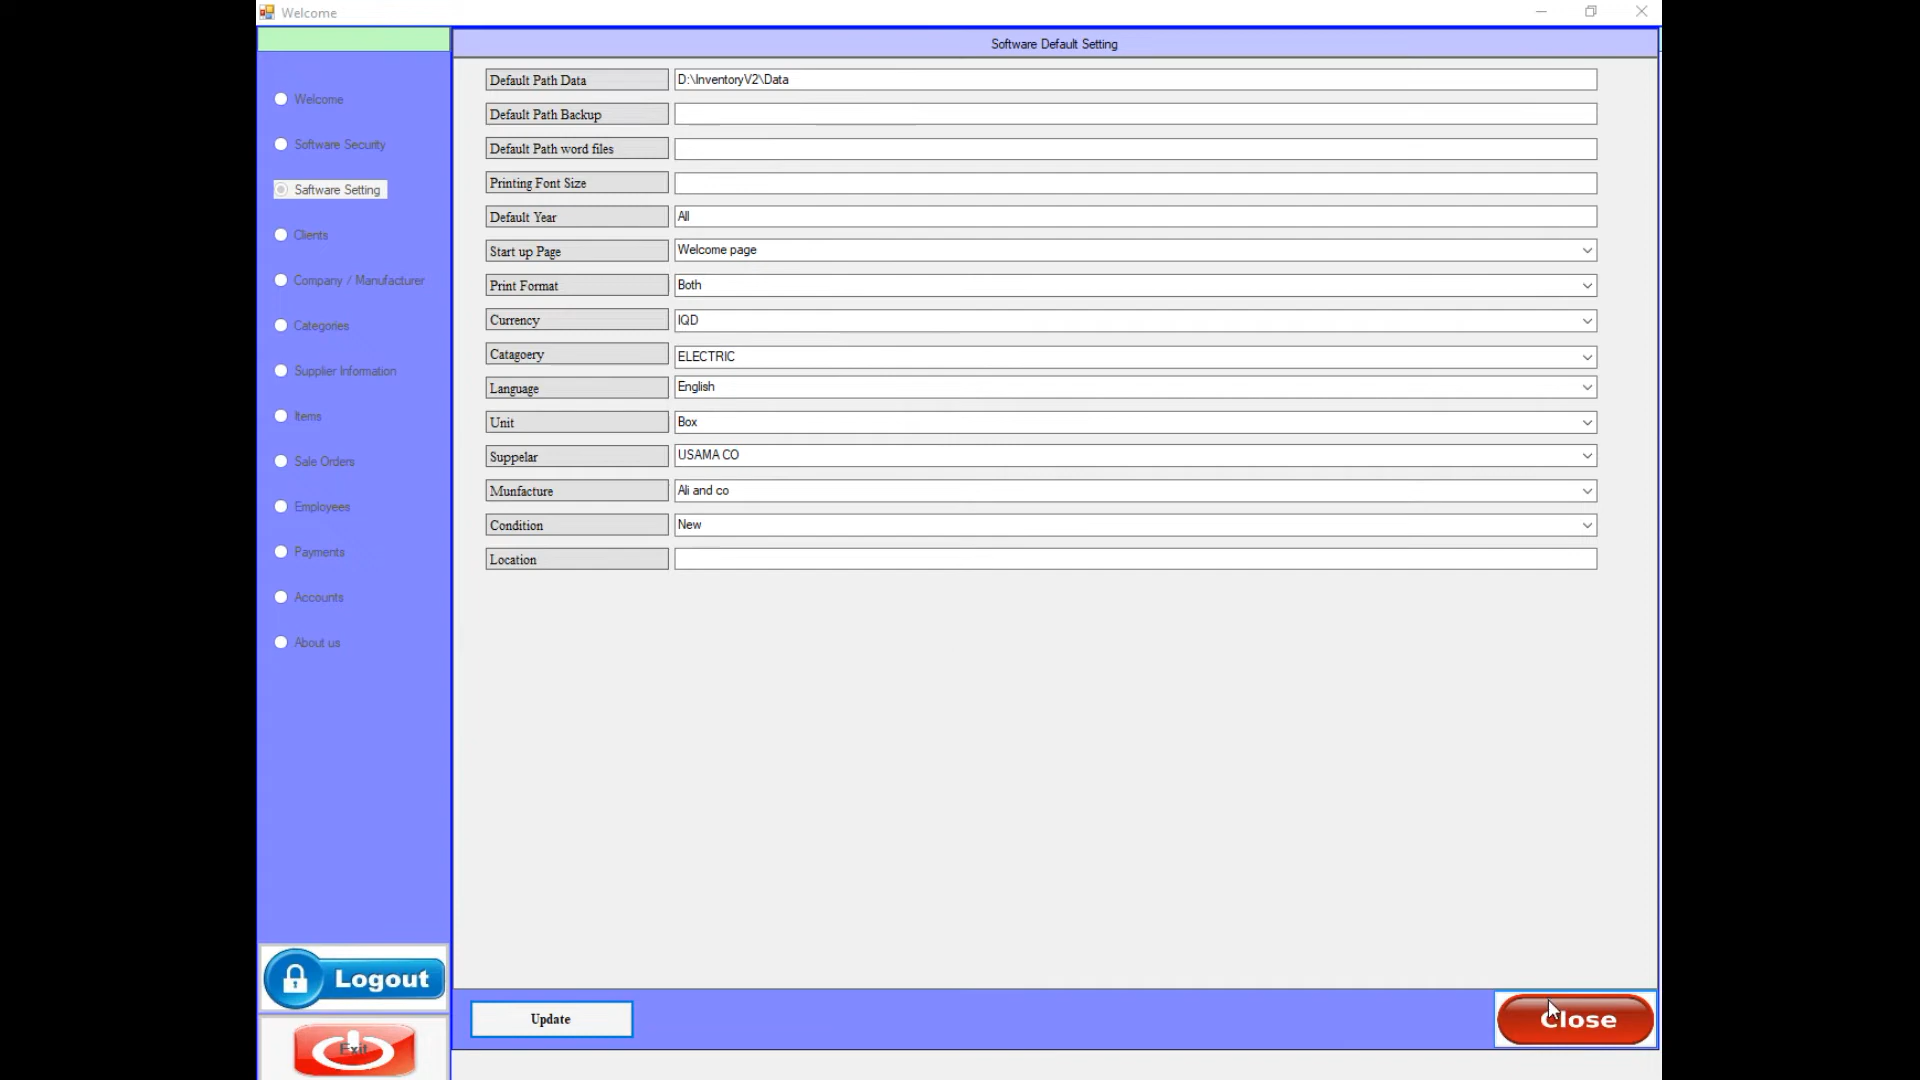 Welcome
Software Default Setting
Welcome
Software Security
Saftware Setting
Clients
Company / Manufacturer
Categories
Supplier Information
Items
Sale Orders
Employees
Payments
Accounts
About us
Logout
Exit
Default Path Data D:\InventoryV2\Data
Default Path Backup
Default Path word files
Printing Font Size
Default Year All
Start up Page Welcome page
Print Format Both
Currency IQD
Catagoery ELECTRIC
Language English
Unit Box
Suppelar USAMA CO
Munfacture Ali and co
Condition New
Location
Update
Close